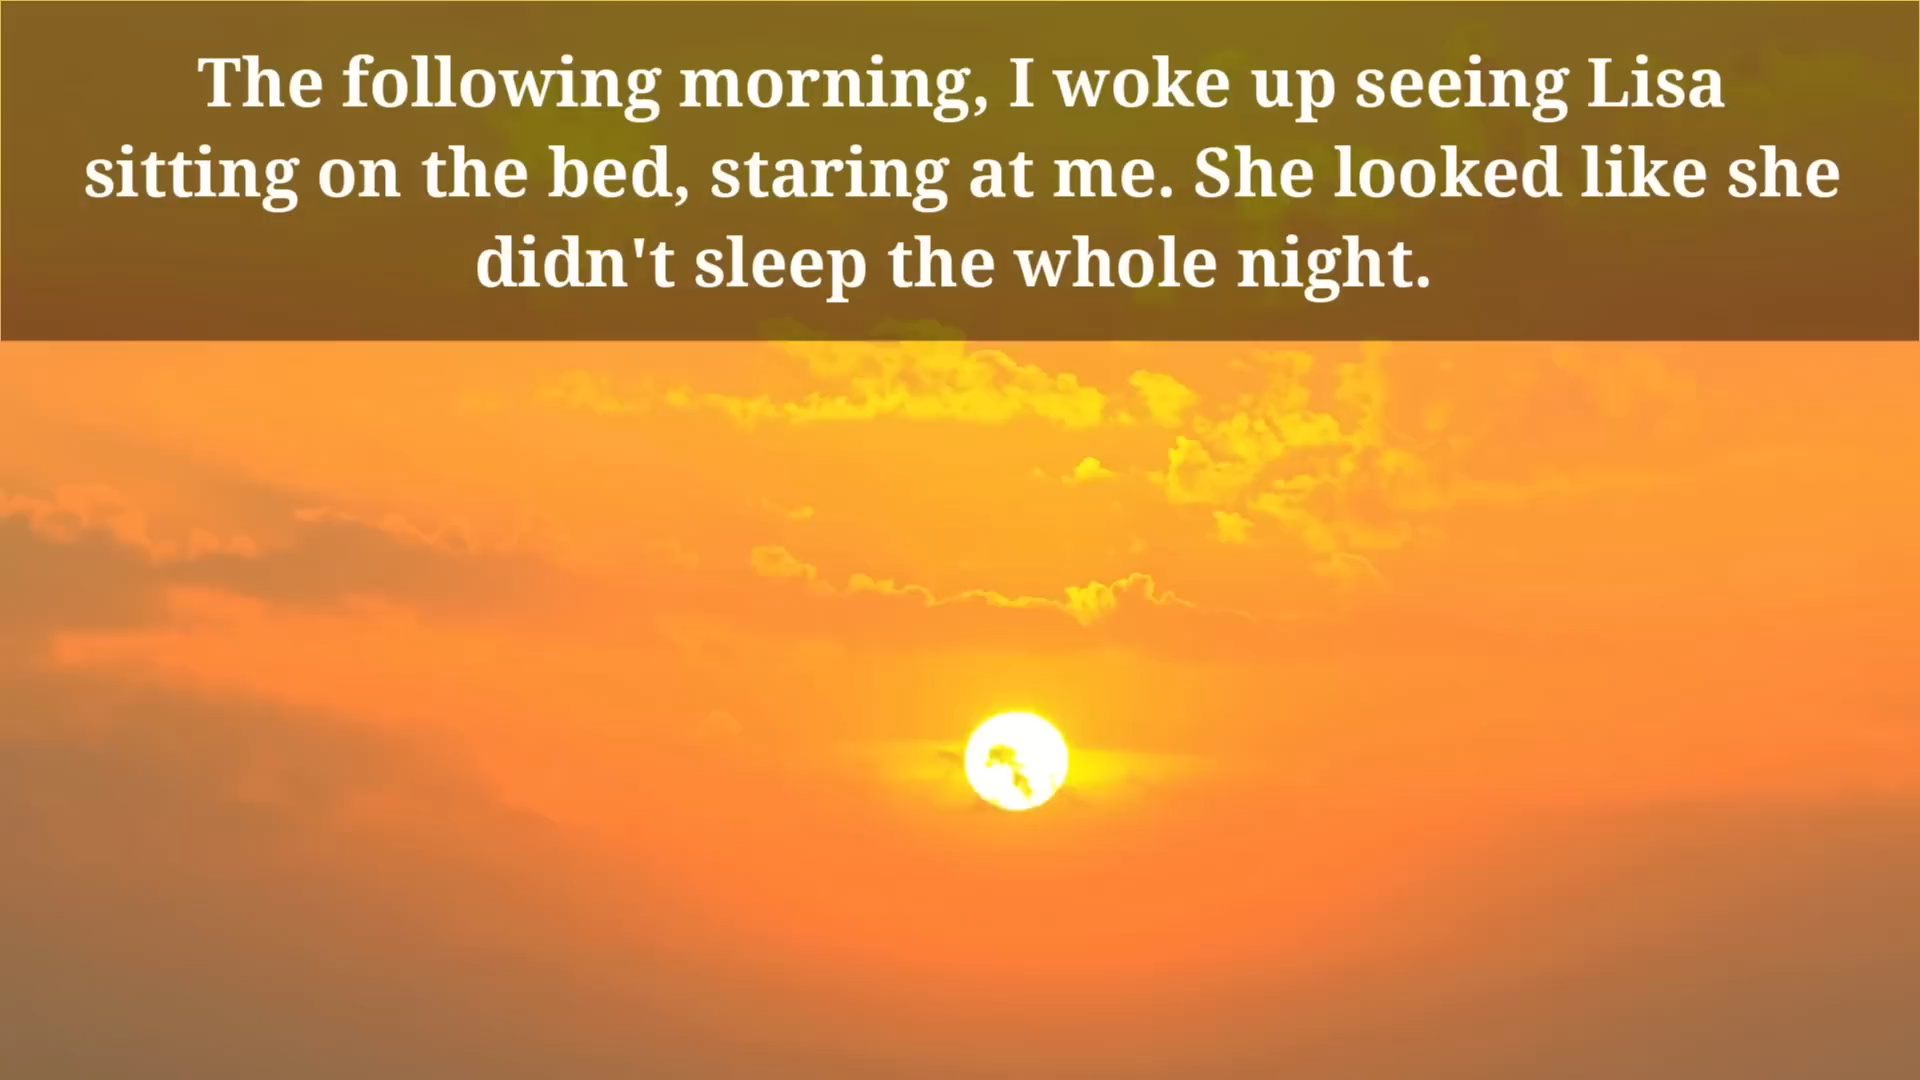 The following morning, I woke up seeing Lisa
sitting on the bed, staring at me. She looked like she
didn't sleep the whole night.